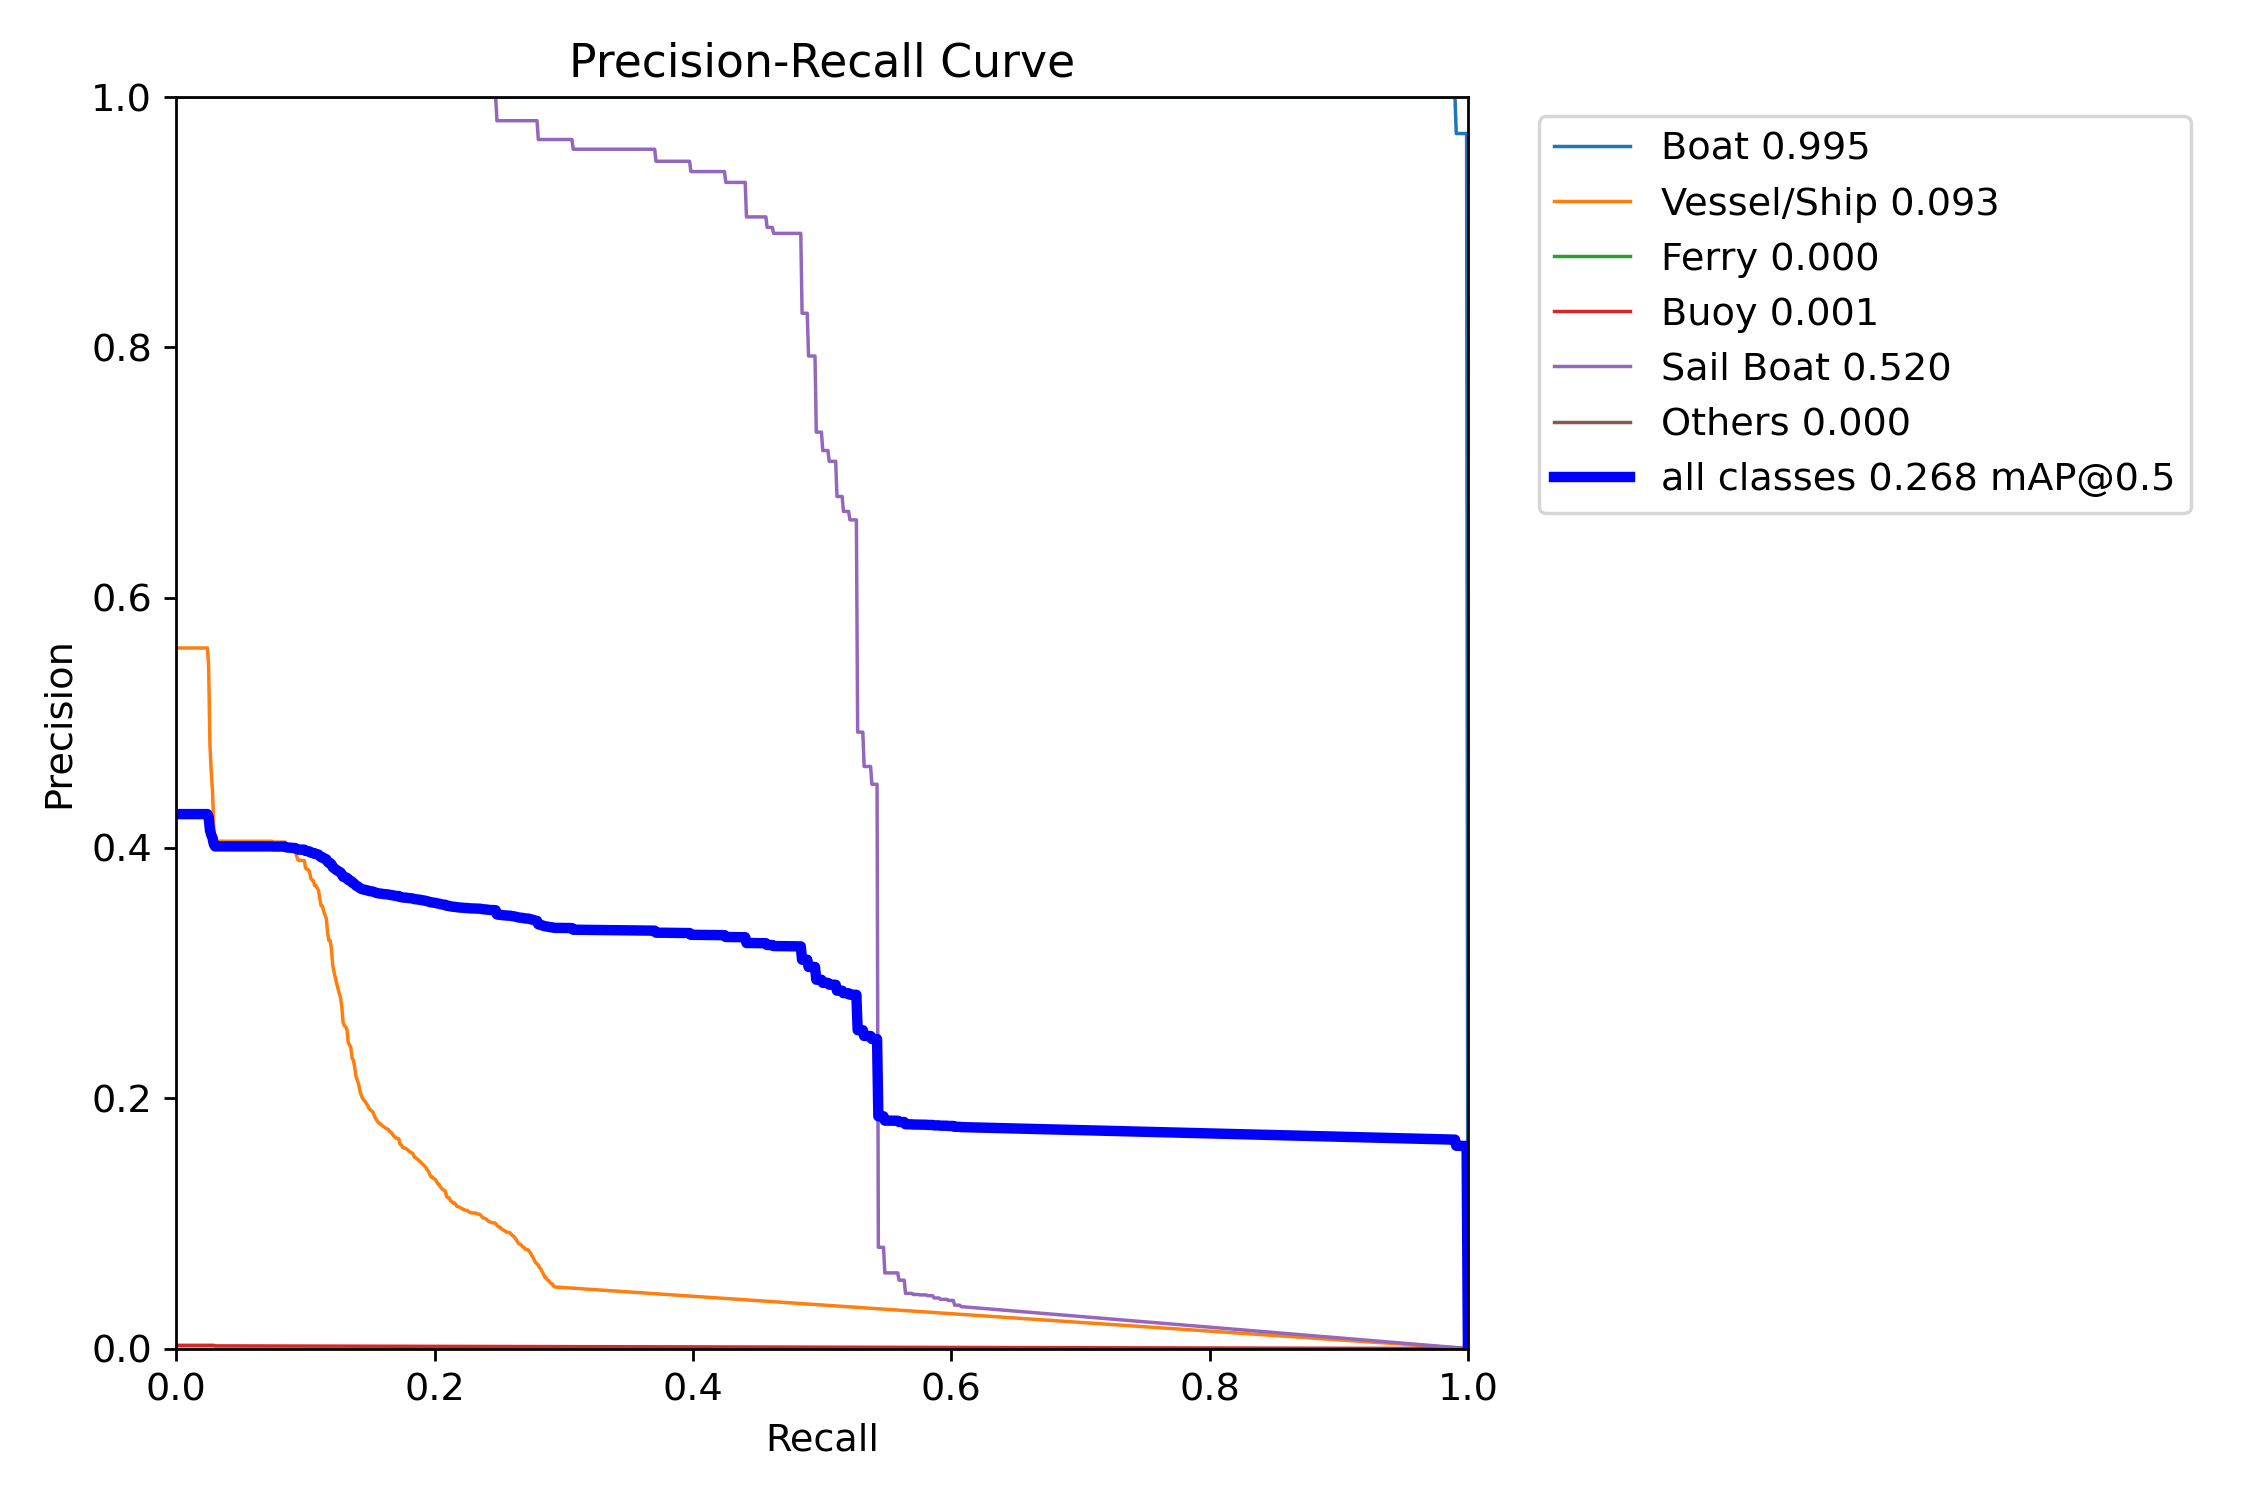 Precision-Recall Curve
1.0
0.8
0.6
0.4
0.2
0.0
Precision
0.0 0.2 0.4 0.6 0.8 1.0
Recall
Boat 0.995
Vessel/Ship 0.093
Ferry 0.000
Buoy 0.001
Sail Boat 0.520
Others 0.000
all classes 0.268 mAP@0.5